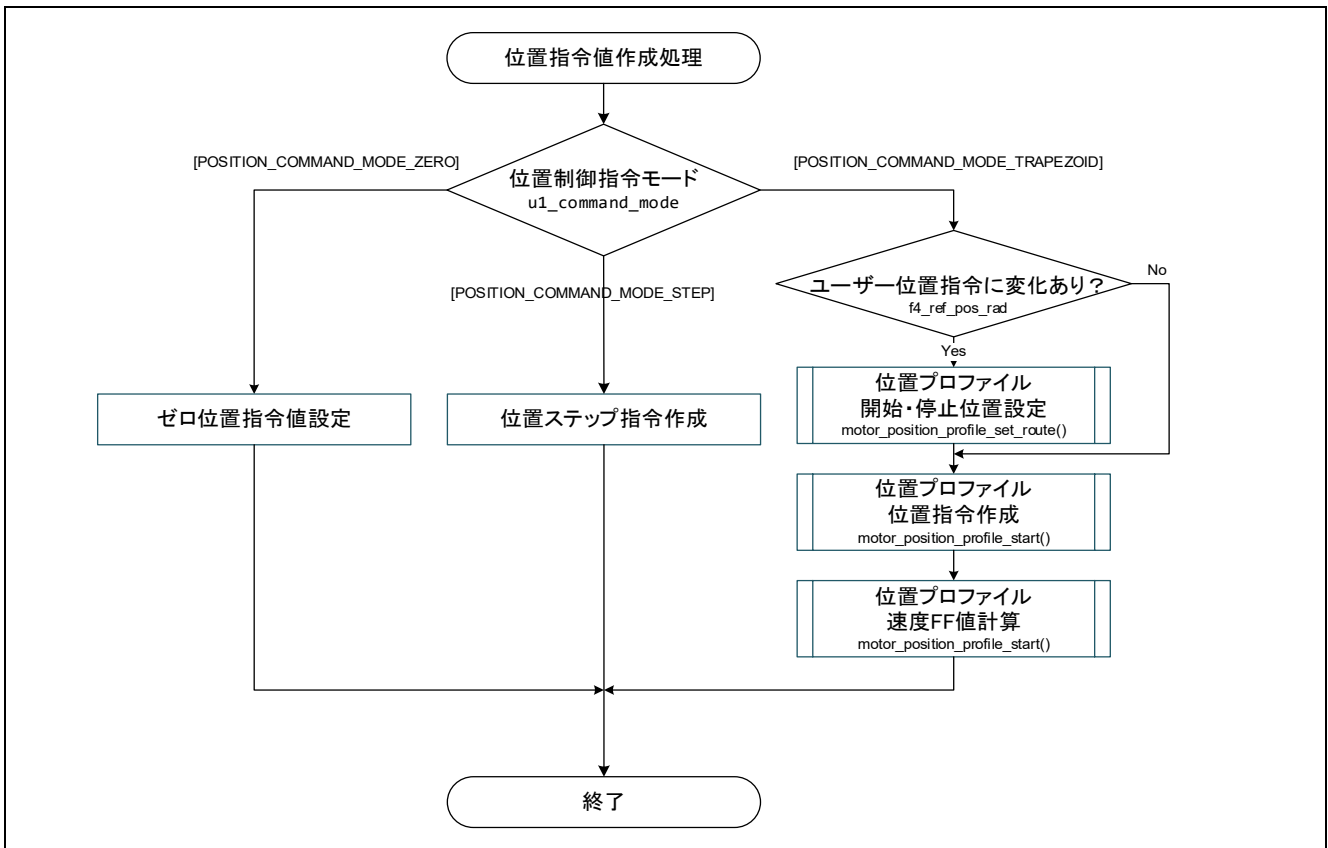 位置指令値作成処理
[POSITION_COMMAND_MODE_ZERO]
[POSITION_COMMAND_MODE_TRAPEZOID]
位置制御指令モード
u1_command_mode
[POSITION_COMMAND_MODE_STEP]
ユーザー位置指令に変化あり？
f4_ref_pos_rad
No
Yes
ゼロ位置指令値設定
位置ステップ指令作成
位置プロファイル
開始・停止位置設定
motor_position_profile_set_route()
位置プロファイル
位置指令作成
motor_position_profile_start()
位置プロファイル
速度FF値計算
motor_position_profile_start()
終了